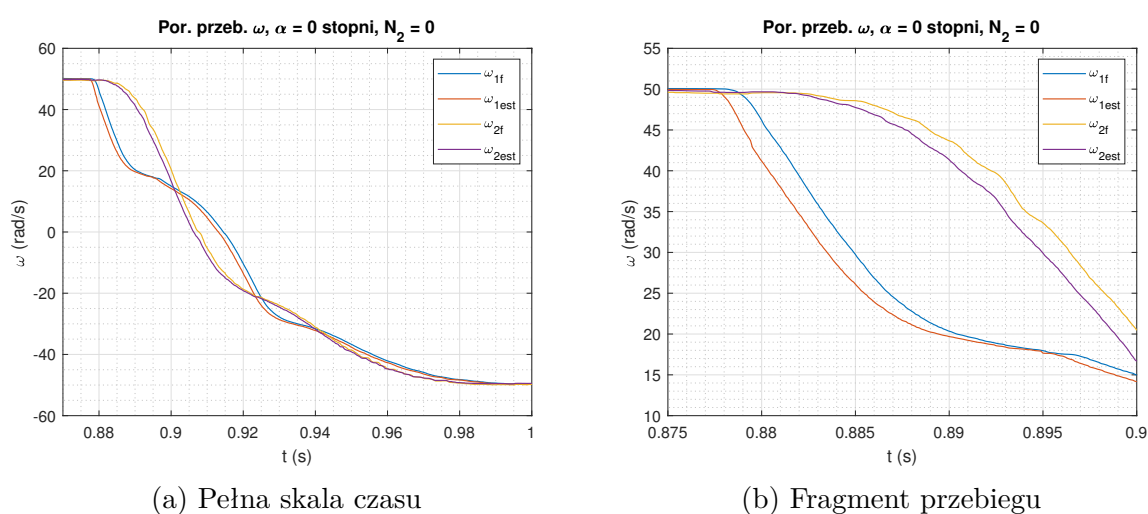 Por. przeb. ω, α = 0 stopni, N₂ = 0
60
40
20
0
-20
-40
-60
ω (rad/s)
0.88
0.9
0.92
0.94
0.96
0.98
1
t (s)
ω₁f
ω₁est
ω₂f
ω₂est
(a) Pełna skala czasu
Por. przeb. ω, α = 0 stopni, N₂ = 0
55
50
45
40
35
30
25
20
15
10
ω (rad/s)
0.875
0.88
0.885
0.89
0.895
0.9
t (s)
ω₁f
ω₁est
ω₂f
ω₂est
(b) Fragment przebiegu